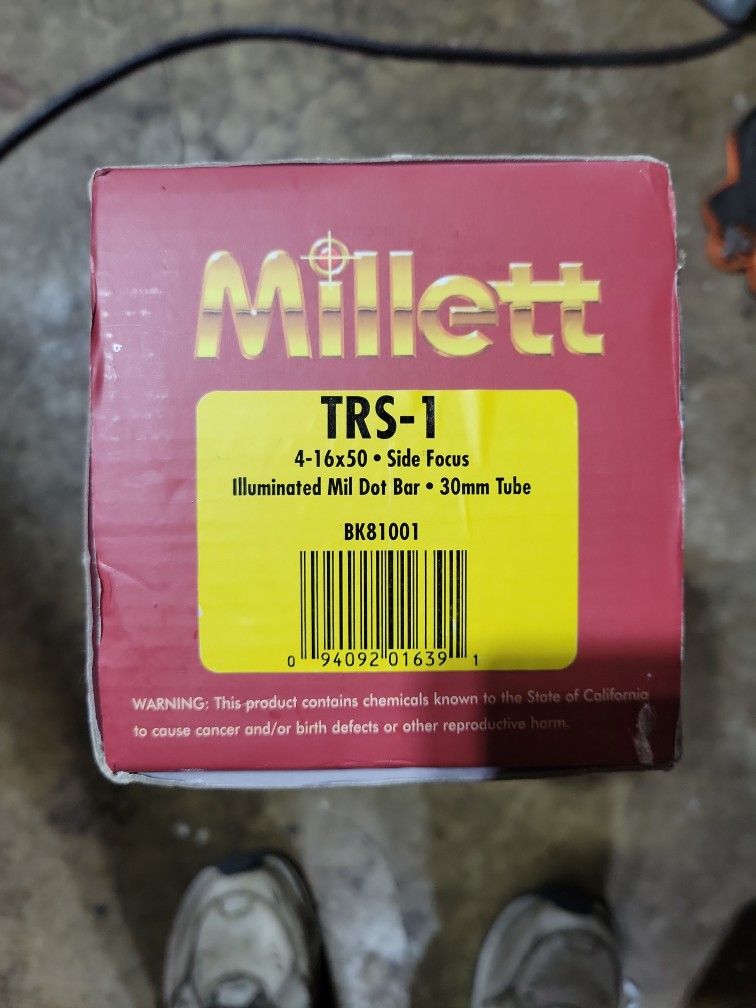 Millett
TRS-1
4-16x50 • Side Focus
Illuminated Mil Dot Bar • 30mm Tube
BK81001
0 94092 01639 1
WARNING: This product contains chemicals known to the State of California
to cause cancer and/or birth defects or other reproductive harm.